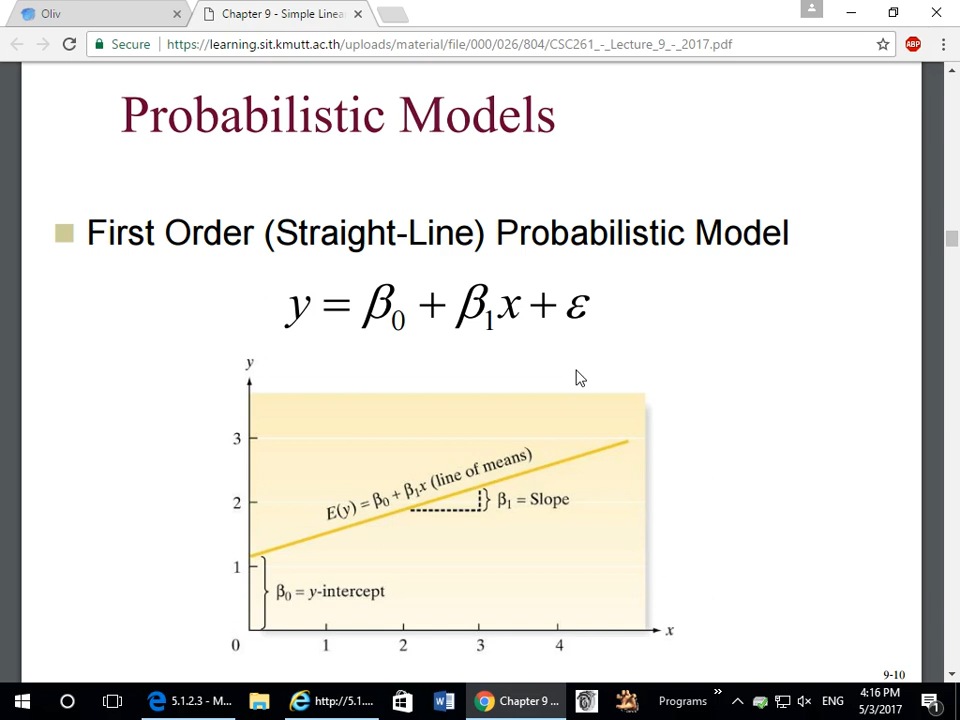 Oliv
Chapter 9 - Simple Linea
Secure
https://learning.sit.kmutt.ac.th/uploads/material/file/000/026/804/CSC261_-_Lecture_9_-_2017.pdf
ABP
Probabilistic Models
First Order (Straight-Line) Probabilistic Model
y = β₀ + β₁x + ε
y
3
E(y) = β₀ + β₁x (line of means)
2
β₁ = Slope
1
β₀ = y-intercept
0 1 2 3 4 x
9-10
5.1.2.3 - M...
http://5.1....
Chapter 9 ...
Programs
ENG
4:16 PM
5/3/2017
1